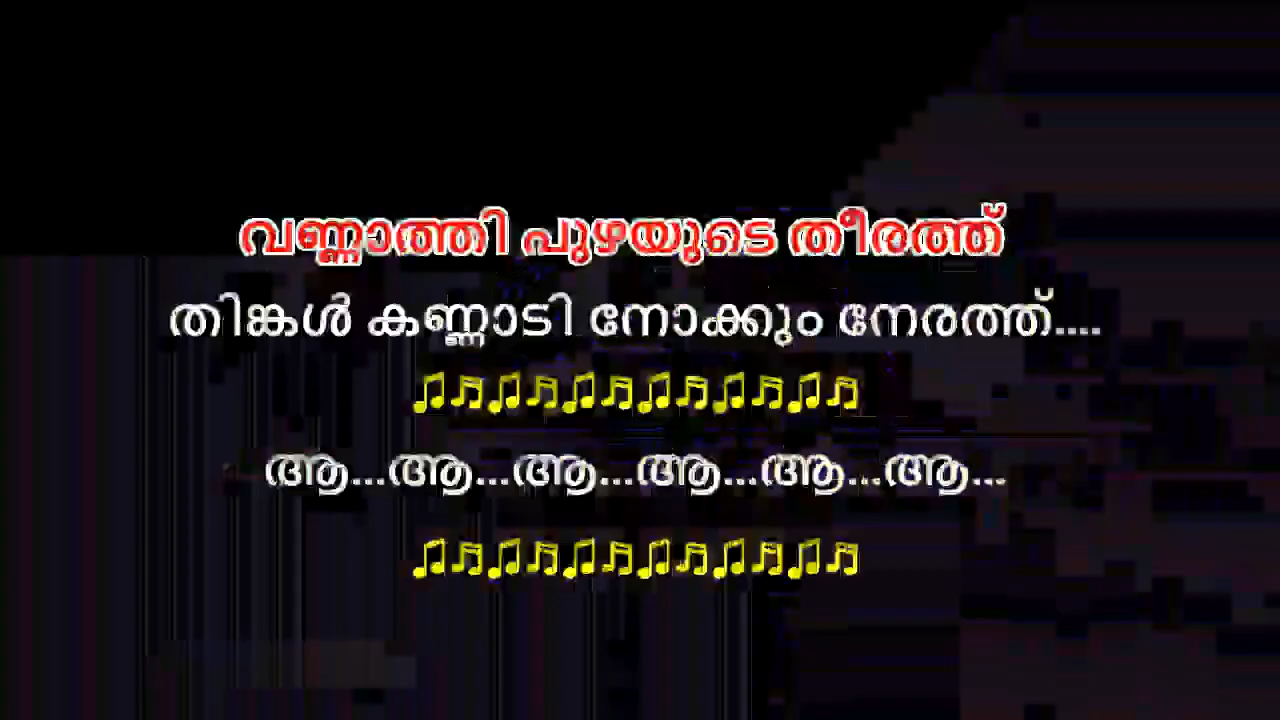 വണ്ണാത്തി പുഴയുടെ തീരത്ത്
തിങ്കൾ കണ്ണാടി നോക്കും നേരത്ത്....
♫♬♫♬♫♬♫♬♫♬♫♬
ആ...ആ...ആ...ആ...ആ...ആ...
♫♬♫♬♫♬♫♬♫♬♫♬